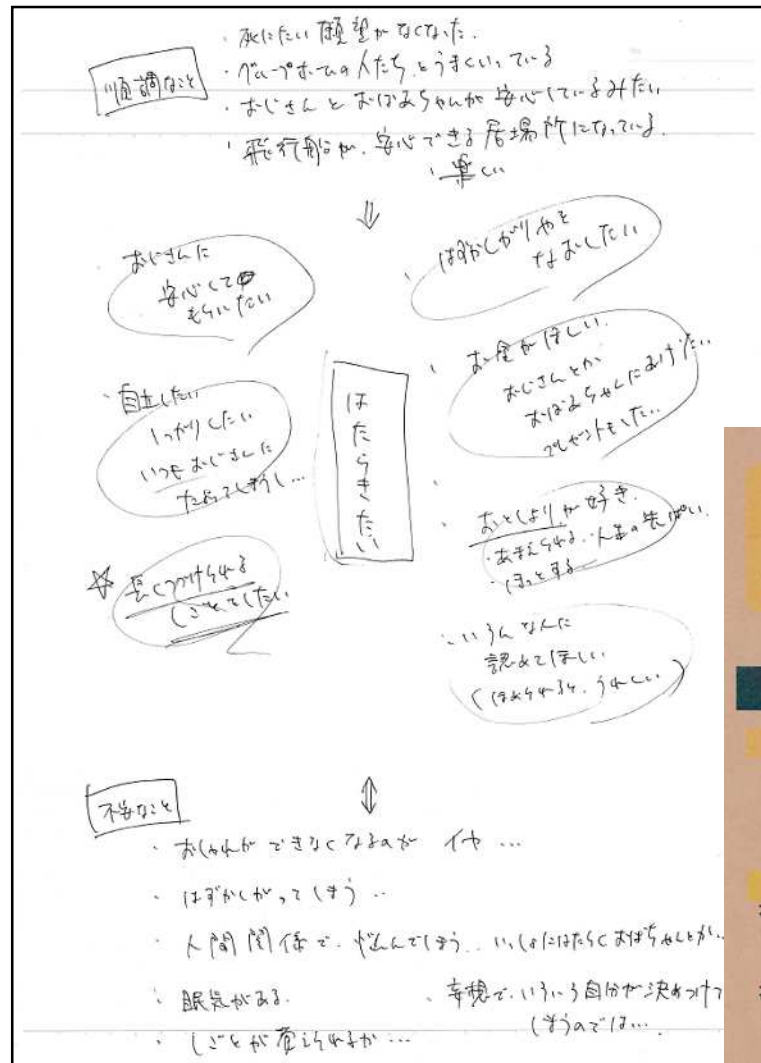 順調なこと
・死にたい願望がなくなった.
・グループホームの人たちとうまくいっている
・おじさんとおばあちゃんが安心しているみたい
・飛行船が、安心できる居場所になっている.
・楽しい
⇓
おじさんに
安心して
もらいたい
・はずかしがりやを
なおしたい
・自立したい
しっかりしたい
いつもおじさんに
たよってしまうし…
はたらきたい
・お金がほしい.
おじさんとか
おばあちゃんにあげたい..
プレゼントもしたい..
☆長くつづけられる
しごとをしたい
・おとしよりが好き.
・あまえられる.人生の先ぱい.
・ほっとする
・いろんな人に
認めてほしい
(ほめられると、うれしい)
⇕
不安なこと
・おしゃれができなくなるのが イヤ…
・はずかしがってしまう..
・人間関係で、悩んでしまう..いっしょにはたらくおばちゃんとか..
・眠気がある.
・妄想で、いろいろ自分が決めつけて
しまうのでは…
・しごとが覚えられるか…